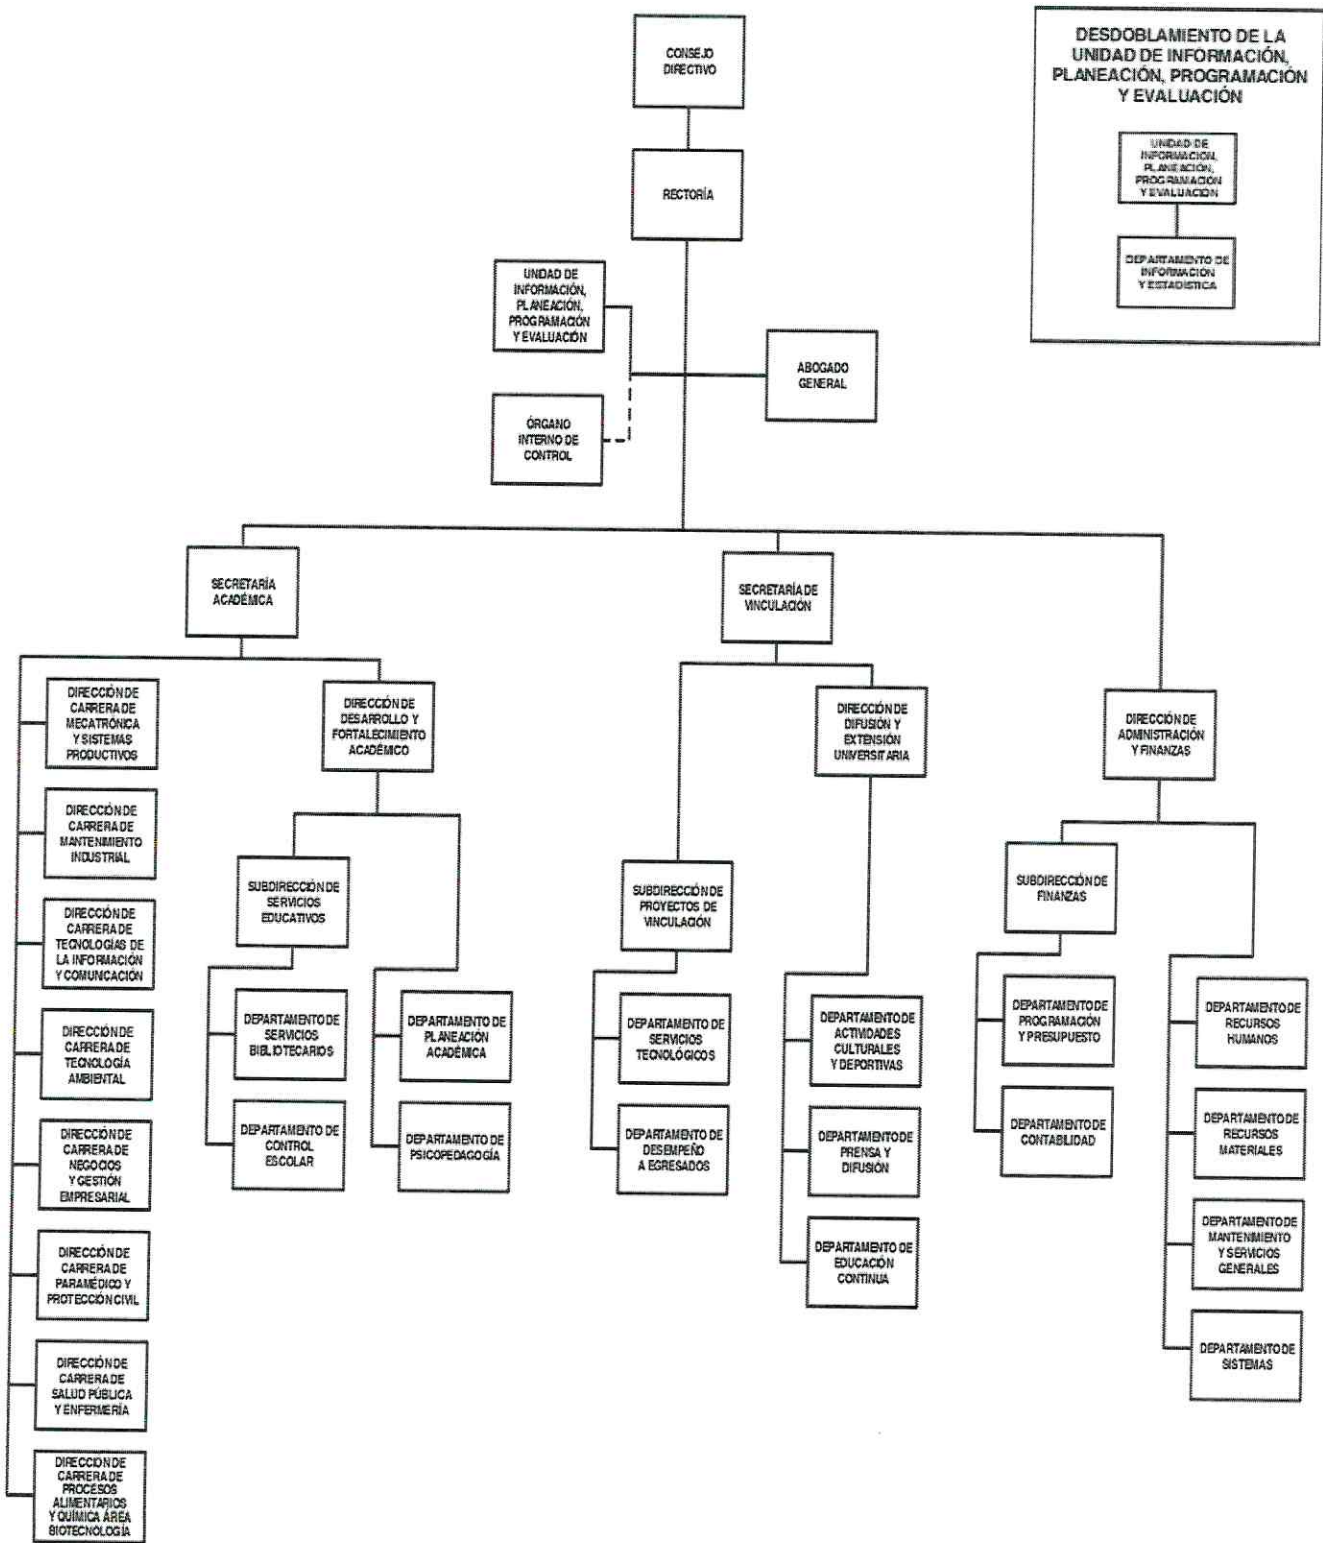 CONSEJO
DIRECTIVO
RECTORÍA
DESDOBLAMIENTO DE LA
UNIDAD DE INFORMACIÓN,
PLANEACIÓN, PROGRAMACIÓN
Y EVALUACIÓN
UNIDAD DE
INFORMACIÓN,
PLANEACIÓN,
PROGRAMACIÓN
Y EVALUACIÓN
DEPARTAMENTO DE
INFORMACIÓN
Y ESTADÍSTICA
UNIDAD DE
INFORMACIÓN,
PLANEACIÓN,
PROGRAMACIÓN
Y EVALUACIÓN
ABOGADO
GENERAL
ÓRGANO
INTERNO DE
CONTROL
SECRETARÍA
ACADÉMICA
SECRETARÍA DE
VINCULACIÓN
DIRECCIÓN DE
CARRERA DE
MECATRÓNICA
Y SISTEMAS
PRODUCTIVOS
DIRECCIÓN DE
CARRERA DE
MANTENIMIENTO
INDUSTRIAL
DIRECCIÓN DE
CARRERA DE
TECNOLOGÍAS DE
LA INFORMACIÓN
Y COMUNICACIÓN
DIRECCIÓN DE
CARRERA DE
TECNOLOGÍA
AMBIENTAL
DIRECCIÓN DE
CARRERA DE
NEGOCIOS
Y GESTIÓN
EMPRESARIAL
DIRECCIÓN DE
CARRERA DE
PARAMÉDICO Y
PROTECCIÓN CIVIL
DIRECCIÓN DE
CARRERA DE
SALUD PÚBLICA
Y ENFERMERÍA
DIRECCIÓN DE
CARRERA DE
PROCESOS
ALIMENTARIOS
Y QUÍMICA ÁREA
BIOTECNOLOGÍA
DIRECCIÓN DE
DESARROLLO Y
FORTALECIMIENTO
ACADÉMICO
SUBDIRECCIÓN DE
SERVICIOS
EDUCATIVOS
DEPARTAMENTO DE
SERVICIOS
BIBLIOTECARIOS
DEPARTAMENTO DE
CONTROL
ESCOLAR
DEPARTAMENTO DE
PLANEACIÓN
ACADÉMICA
DEPARTAMENTO DE
PSICOPEDAGOGÍA
SUBDIRECCIÓN DE
PROYECTOS DE
VINCULACIÓN
DEPARTAMENTO DE
SERVICIOS
TECNOLÓGICOS
DEPARTAMENTO DE
DESEMPEÑO
A EGRESADOS
DIRECCIÓN DE
DIFUSIÓN Y
EXTENSIÓN
UNIVERSITARIA
DEPARTAMENTO DE
ACTIVIDADES
CULTURALES
Y DEPORTIVAS
DEPARTAMENTO DE
PRENSA Y
DIFUSIÓN
DEPARTAMENTO DE
EDUCACIÓN
CONTINUA
DIRECCIÓN DE
ADMINISTRACIÓN
Y FINANZAS
SUBDIRECCIÓN DE
FINANZAS
DEPARTAMENTO DE
PROGRAMACIÓN
Y PRESUPUESTO
DEPARTAMENTO
DE CONTABILIDAD
DEPARTAMENTO DE
RECURSOS
HUMANOS
DEPARTAMENTO DE
RECURSOS
MATERIALES
DEPARTAMENTO DE
MANTENIMIENTO
Y SERVICIOS
GENERALES
DEPARTAMENTO DE
SISTEMAS